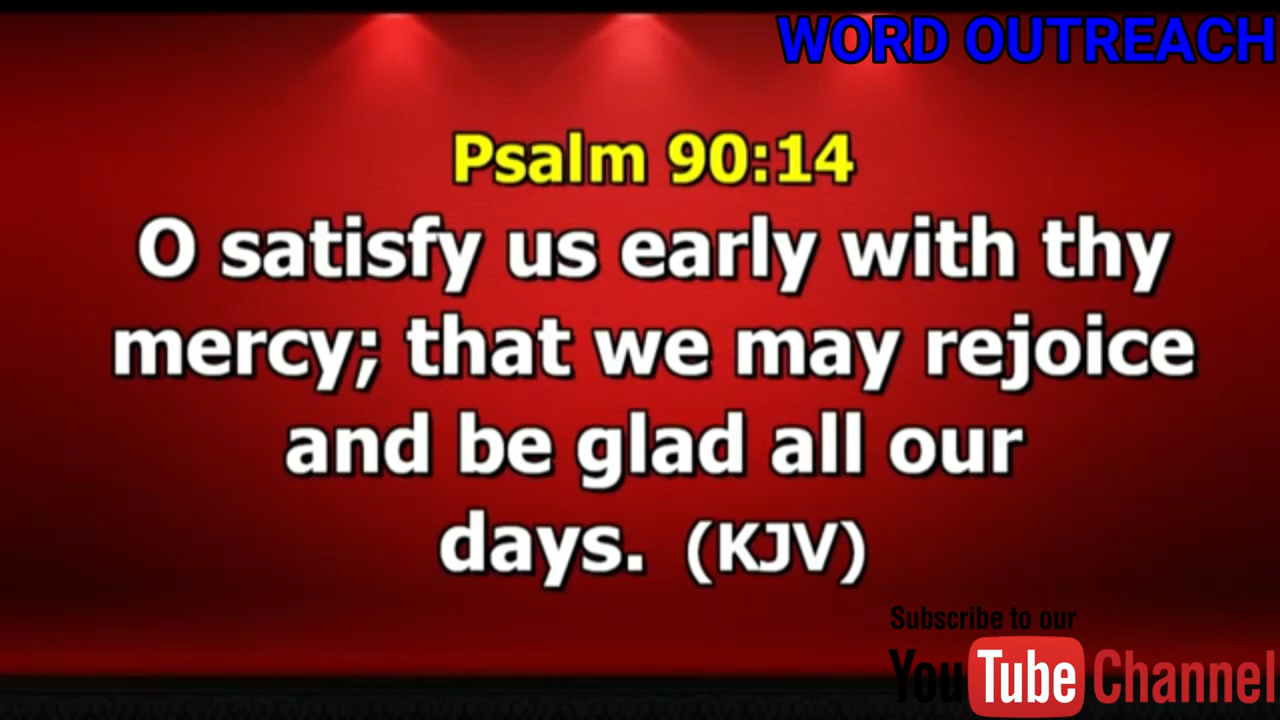 WORD OUTREACH
Psalm 90:14
O satisfy us early with thy
mercy; that we may rejoice
and be glad all our
days. (KJV)
Subscribe to our
YouTube Channel